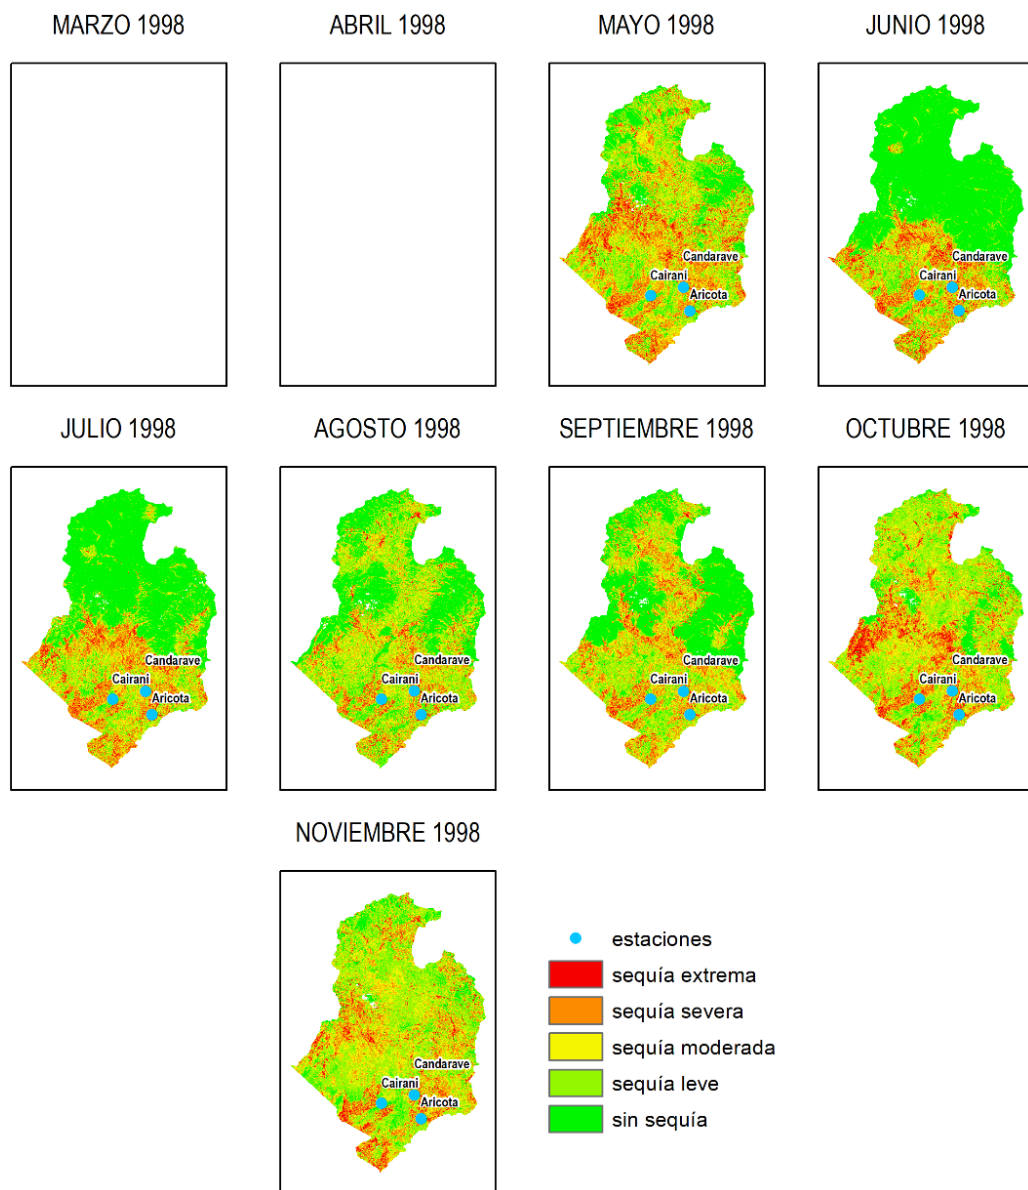 MARZO 1998
ABRIL 1998
MAYO 1998
JUNIO 1998
Candarave
Cairani
Aricota
Candarave
Cairani
Aricota
JULIO 1998
AGOSTO 1998
SEPTIEMBRE 1998
OCTUBRE 1998
Candarave
Cairani
Aricota
Candarave
Cairani
Aricota
Candarave
Cairani
Aricota
Candarave
Cairani
Aricota
NOVIEMBRE 1998
Candarave
Cairani
Aricota
estaciones
sequía extrema
sequía severa
sequía moderada
sequía leve
sin sequía